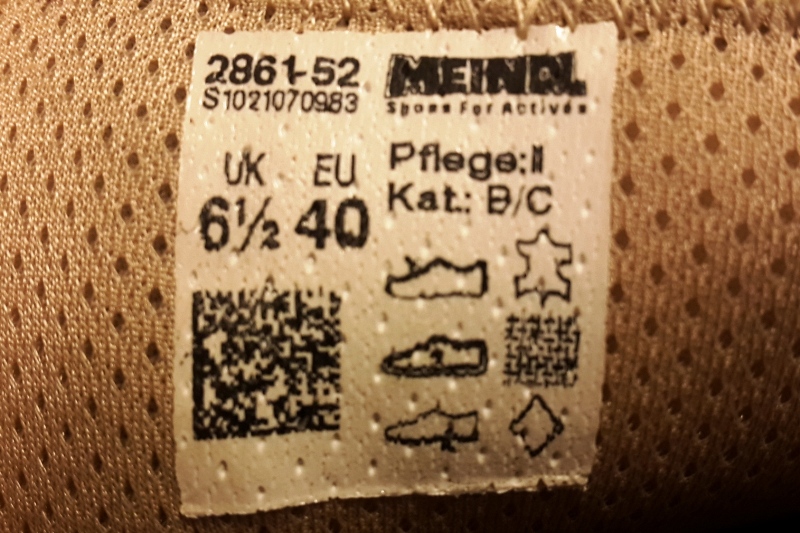 2861-52
S1021070983
MEINDL
Shoes For Actives
UK EU
6½ 40
Pflege: II
Kat.: B/C